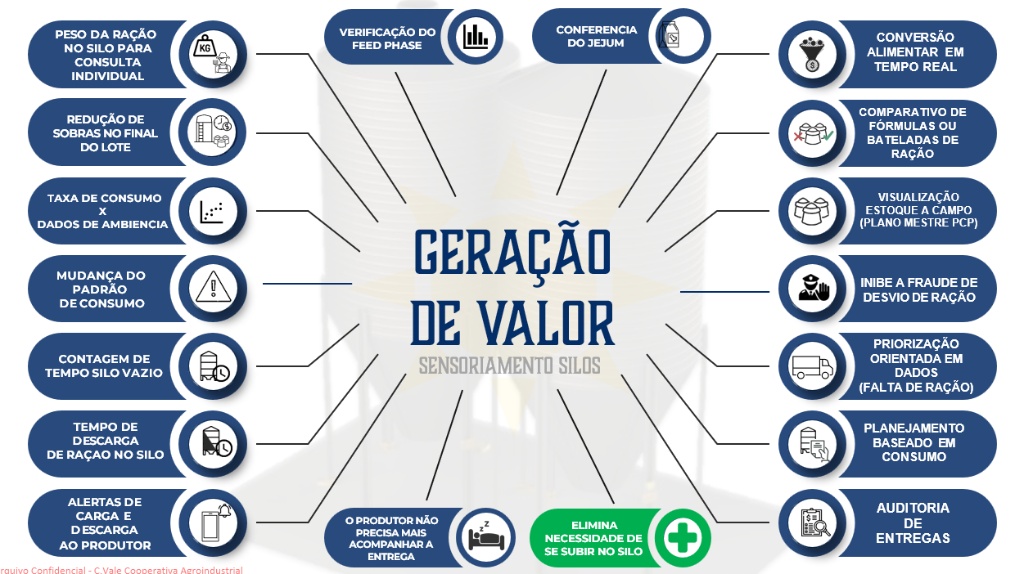 PESO DA RAÇÃO
NO SILO PARA
CONSULTA
INDIVIDUAL
KG
REDUÇÃO DE
SOBRAS NO FINAL
DO LOTE
TAXA DE CONSUMO
X
DADOS DE AMBIENCIA
MUDANÇA DO
PADRÃO
DE CONSUMO
CONTAGEM DE
TEMPO SILO VAZIO
TEMPO DE
DESCARGA
DE RAÇAO NO SILO
ALERTAS DE
CARGA E
DESCARGA
AO PRODUTOR
VERIFICAÇÃO DO
FEED PHASE
CONFERENCIA
DO JEJUM
GERAÇÃO
DE VALOR
SENSORIAMENTO SILOS
O PRODUTOR NÃO
PRECISA MAIS
ACOMPANHAR A
ENTREGA
z z z
ELIMINA
NECESSIDADE DE
SE SUBIR NO SILO
CONVERSÃO
ALIMENTAR EM
TEMPO REAL
COMPARATIVO DE
FÓRMULAS OU
BATELADAS DE
RAÇÃO
VISUALIZAÇÃO
ESTOQUE A CAMPO
(PLANO MESTRE PCP)
INIBE A FRAUDE DE
DESVIO DE RAÇÃO
PRIORIZAÇÃO
ORIENTADA EM
DADOS
(FALTA DE RAÇÃO)
PLANEJAMENTO
BASEADO EM
CONSUMO
AUDITORIA
DE
ENTREGAS
rquivo Confidencial - C.Vale Cooperativa Agroindustrial